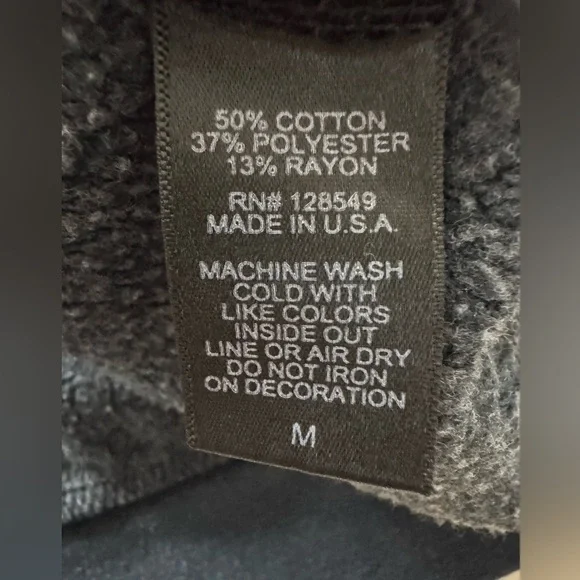 50% COTTON
37% POLYESTER
13% RAYON
RN# 128549
MADE IN U.S.A.
MACHINE WASH
COLD WITH
LIKE COLORS
INSIDE OUT
LINE OR AIR DRY
DO NOT IRON
ON DECORATION
M